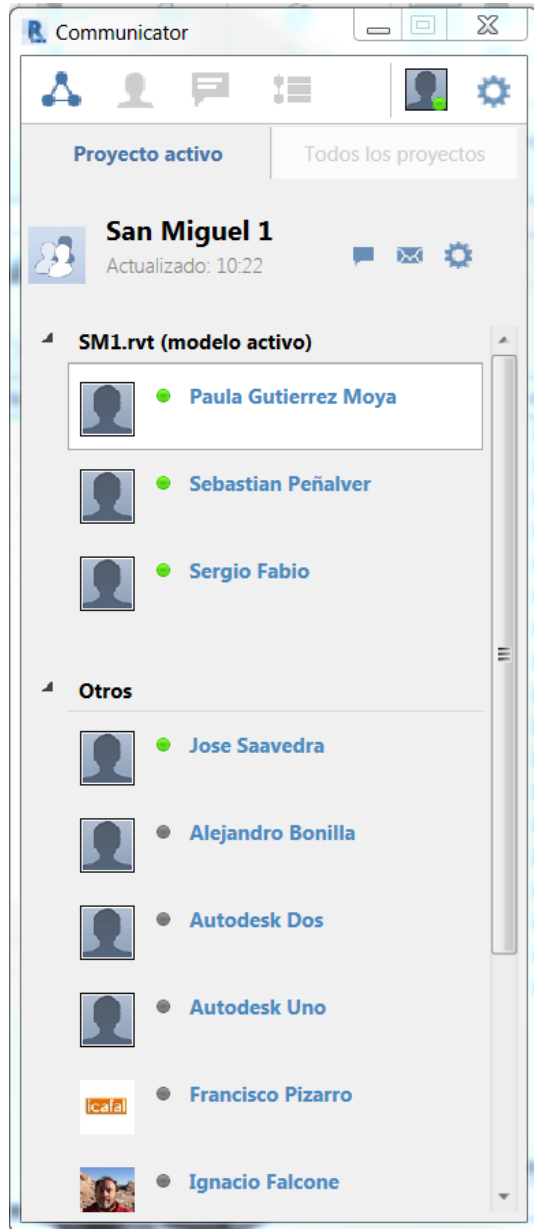 Communicator
Proyecto activo
Todos los proyectos
San Miguel 1
Actualizado: 10:22
SM1.rvt (modelo activo)
Paula Gutierrez Moya
Sebastian Peñalver
Sergio Fabio
Otros
Jose Saavedra
Alejandro Bonilla
Autodesk Dos
Autodesk Uno
icafal
Francisco Pizarro
Ignacio Falcone